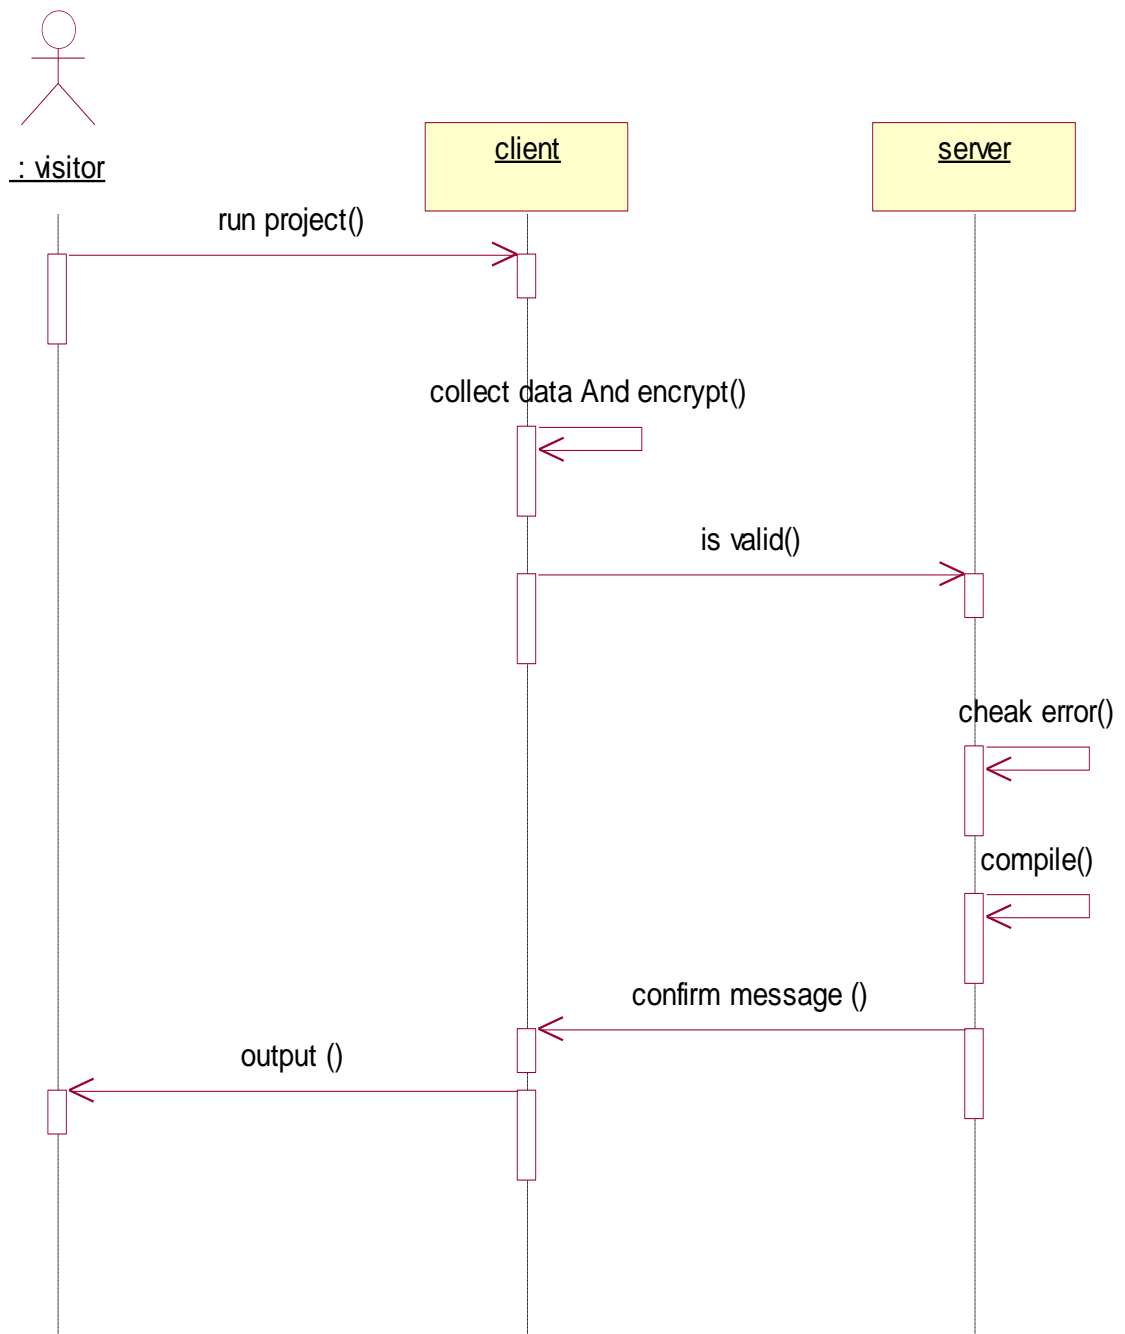 : visitor
client
server
run project()
collect data And encrypt()
is valid()
cheak error()
compile()
confirm message ()
output ()